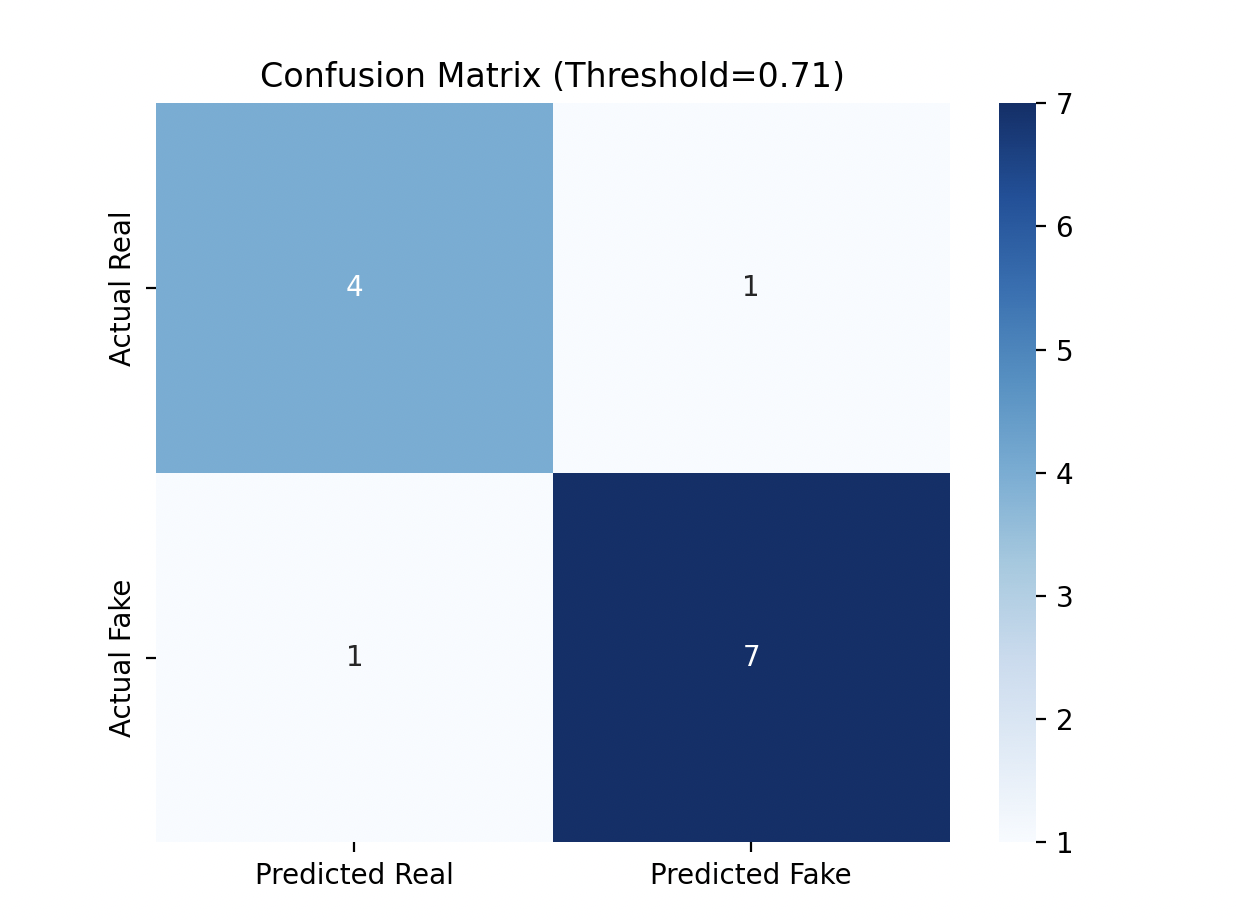 Confusion Matrix (Threshold=0.71)
Actual Real
4
1
Actual Fake
1
7
Predicted Real
Predicted Fake
7
6
5
4
3
2
1